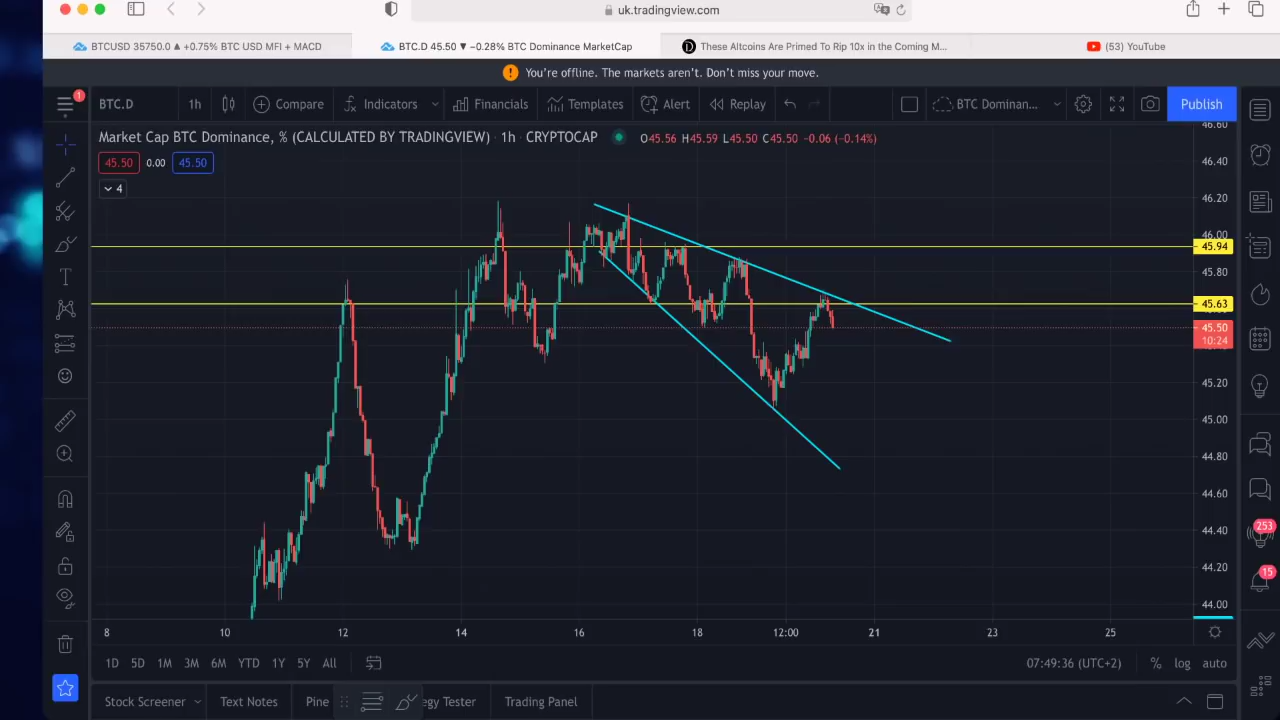 uk.tradingview.com
BTCUSD 35750.0 ▲ +0.75% BTC USD MFI + MACD
BTC.D 45.50 ▼ −0.28% BTC Dominance MarketCap
These Altcoins Are Primed To Rip 10x in the Coming M...
(53) YouTube
You're offline. The markets aren't. Don't miss your move.
1
BTC.D
1h
Compare
Indicators
Financials
Templates
Alert
Replay
BTC Dominan...
Publish
Market Cap BTC Dominance, % (CALCULATED BY TRADINGVIEW) · 1h · CRYPTOCAP
O45.56 H45.59 L45.50 C45.50 −0.06 (−0.14%)
45.50 0.00 45.50
4
46.60
46.40
46.20
46.00
45.94
45.80
45.63
45.50
10:24
45.20
45.00
44.80
44.60
44.40
44.20
44.00
253
15
8 10 12 14 16 18 12:00 21 23 25
1D 5D 1M 3M 6M YTD 1Y 5Y All
07:49:36 (UTC+2)
% log auto
Stock Screener
Text Notes
Pine
egy Tester
Trading Panel